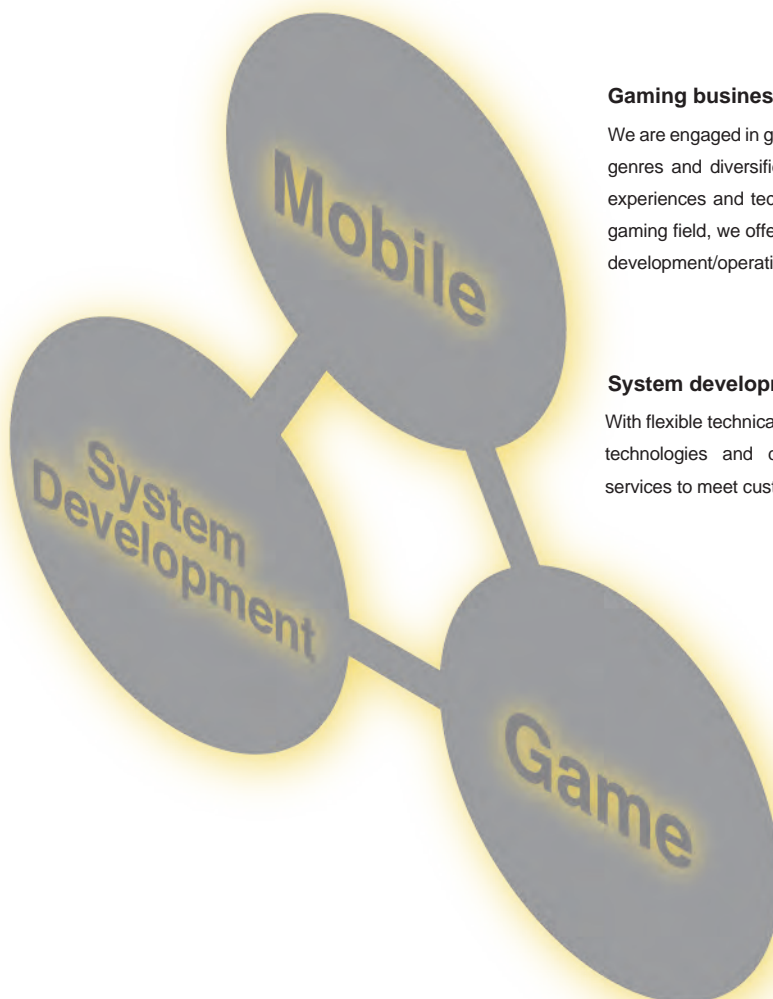 Mobile
System
Development
Game
Gaming busines
We are engaged in g
genres and diversifi
experiences and tec
gaming field, we offe
development/operati
System developr
With flexible technica
technologies and c
services to meet cust